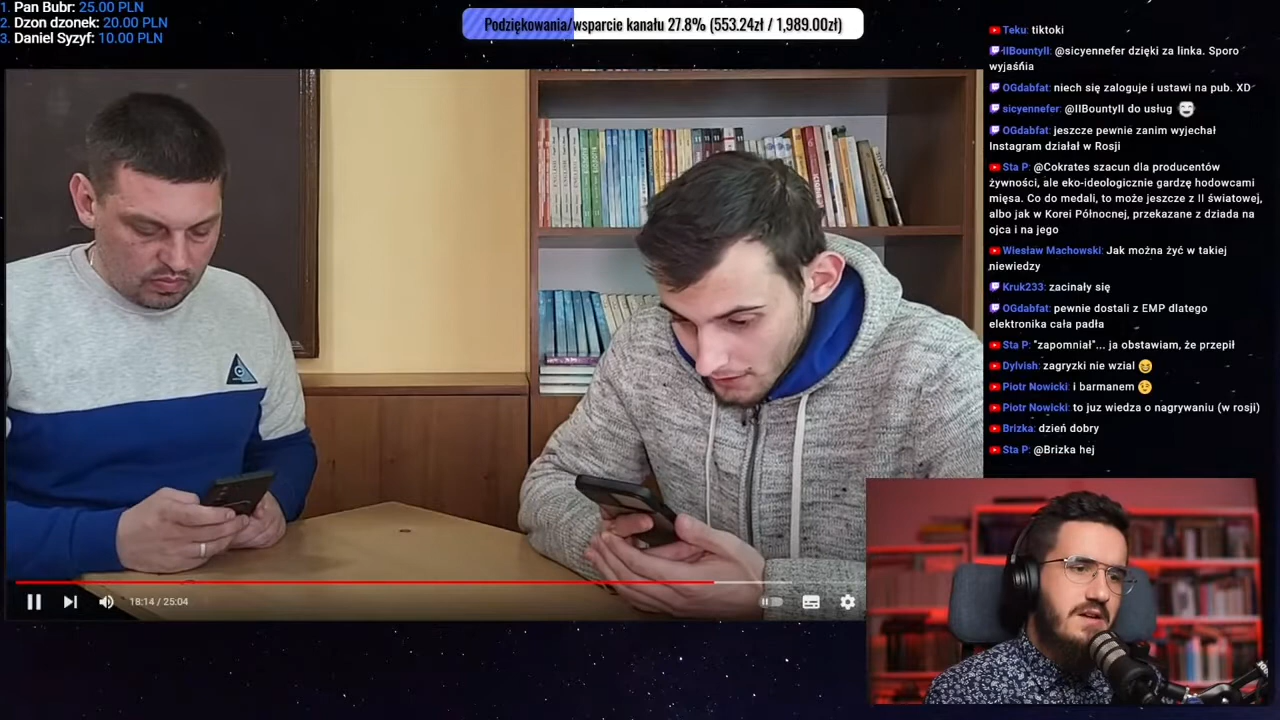 1. Pan Bubr: 25.00 PLN
2. Dzon dzonek: 20.00 PLN
3. Daniel Syzyf: 10.00 PLN
Podziękowania/wsparcie kanału 27.8% (553.24zł / 1,989.00zł)
Teku: tiktoki
IIBountyII: @sicyennefer dzięki za linka. Sporo
wyjaśńia
OGdabfat: niech się zaloguje i ustawi na pub. XD
sicyennefer: @IIBountyII do usług
OGdabfat: jeszcze pewnie zanim wyjechał
Instagram działał w Rosji
Sta P: @Cokrates szacun dla producentów
żywności, ale eko-ideologicznie gardzę hodowcami
mięsa. Co do medali, to może jeszcze z II światowej,
albo jak w Korei Północnej, przekazane z dziada na
ojca i na jego
Wiesław Machowski: Jak można żyć w takiej
niewiedzy
Kruk233: zacinały się
OGdabfat: pewnie dostali z EMP dlatego
elektronika cała padła
Sta P: "zapomniał"... ja obstawiam, że przepił
Dylvish: zagryzki nie wzial
Piotr Nowicki: i barmanem
Piotr Nowicki: to juz wiedza o nagrywaniu (w rosji)
Brizka: dzień dobry
Sta P: @Brizka hej
18:14 / 25:04